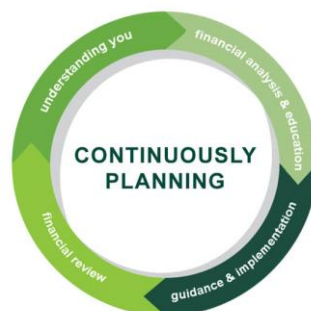 understanding you
financial analysis & education
CONTINUOUSLY
PLANNING
guidance & implementation
financial review